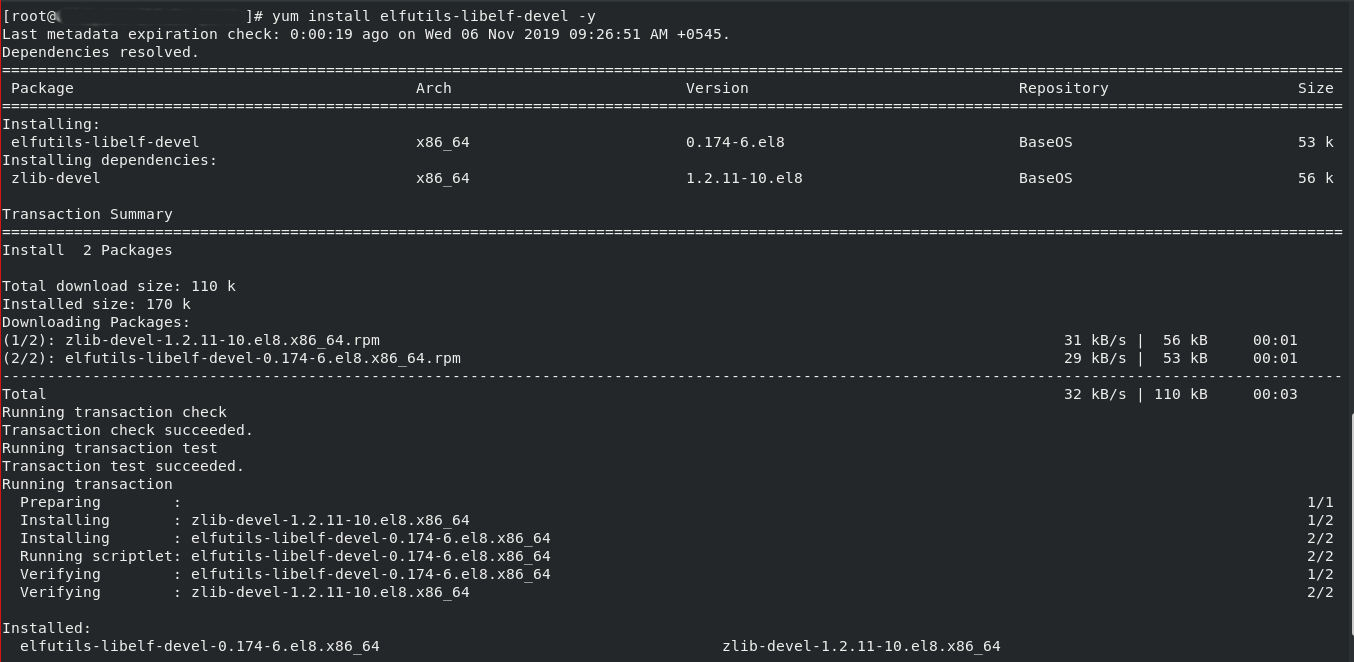 [root@ ]# yum install elfutils-libelf-devel -y
Last metadata expiration check: 0:00:19 ago on Wed 06 Nov 2019 09:26:51 AM +0545.
Dependencies resolved.
================================================================================
Package Arch Version Repository Size
================================================================================
Installing:
elfutils-libelf-devel x86_64 0.174-6.el8 BaseOS 53 k
Installing dependencies:
zlib-devel x86_64 1.2.11-10.el8 BaseOS 56 k
Transaction Summary
================================================================================
Install  2 Packages
Total download size: 110 k
Installed size: 170 k
Downloading Packages:
(1/2): zlib-devel-1.2.11-10.el8.x86_64.rpm 31 kB/s |  56 kB 00:01
(2/2): elfutils-libelf-devel-0.174-6.el8.x86_64.rpm 29 kB/s |  53 kB 00:01
--------------------------------------------------------------------------------
Total 32 kB/s | 110 kB 00:03
Running transaction check
Transaction check succeeded.
Running transaction test
Transaction test succeeded.
Running transaction
Preparing : 1/1
Installing : zlib-devel-1.2.11-10.el8.x86_64 1/2
Installing : elfutils-libelf-devel-0.174-6.el8.x86_64 2/2
Running scriptlet: elfutils-libelf-devel-0.174-6.el8.x86_64 2/2
Verifying : elfutils-libelf-devel-0.174-6.el8.x86_64 1/2
Verifying : zlib-devel-1.2.11-10.el8.x86_64 2/2
Installed:
elfutils-libelf-devel-0.174-6.el8.x86_64 zlib-devel-1.2.11-10.el8.x86_64